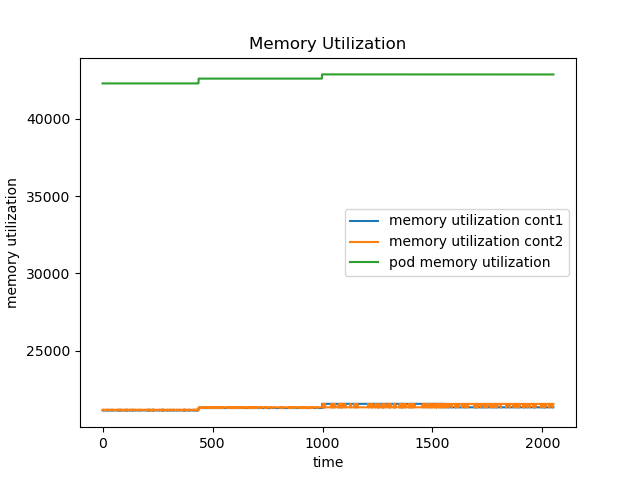 Memory Utilization
40000
35000
30000
25000
memory utilization
memory utilization cont1
memory utilization cont2
pod memory utilization
0 500 1000 1500 2000
time